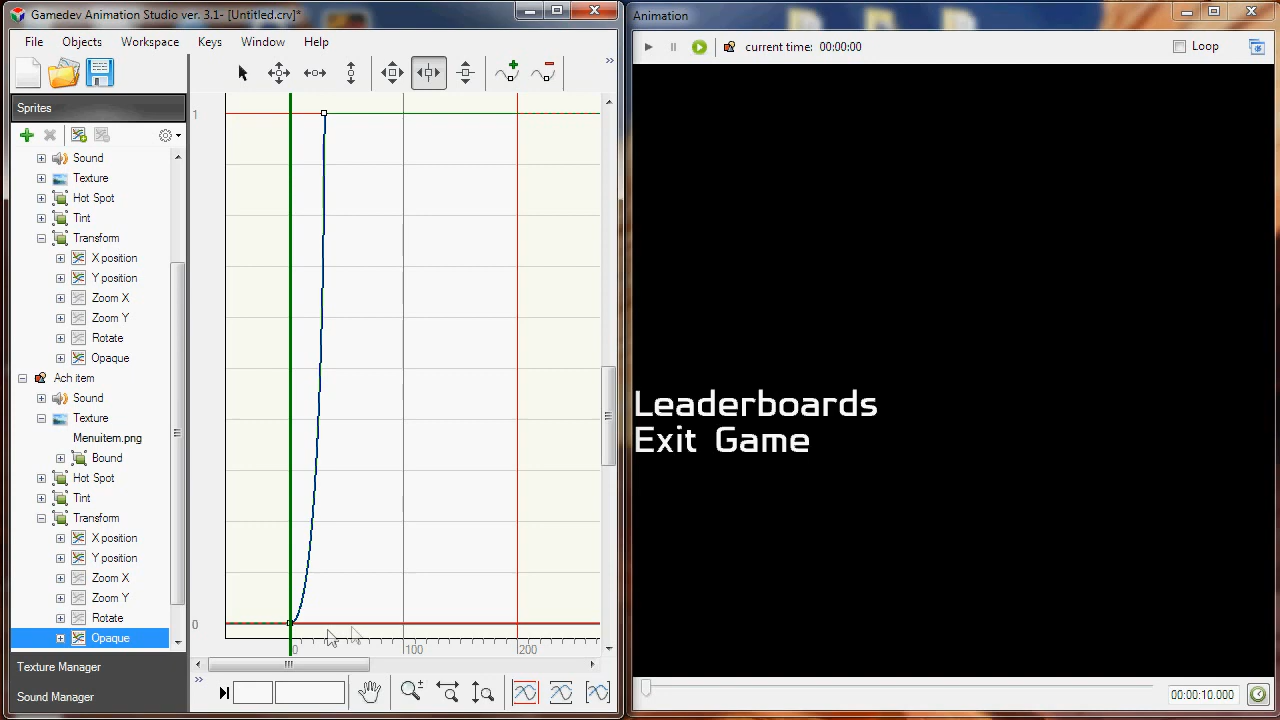 Gamedev Animation Studio ver. 3.1- [Untitled.crv]*
File Objects Workspace Keys Window Help
Sprites
Sound
Texture
Hot Spot
Tint
Transform
X position
Y position
Zoom X
Zoom Y
Rotate
Opaque
Ach item
Sound
Texture
Menuitem.png
Bound
Hot Spot
Tint
Transform
X position
Y position
Zoom X
Zoom Y
Rotate
Opaque
Texture Manager
Sound Manager
1
0
0 100 200
Animation
current time: 00:00:00
Loop
Leaderboards
Exit Game
00:00:10.000